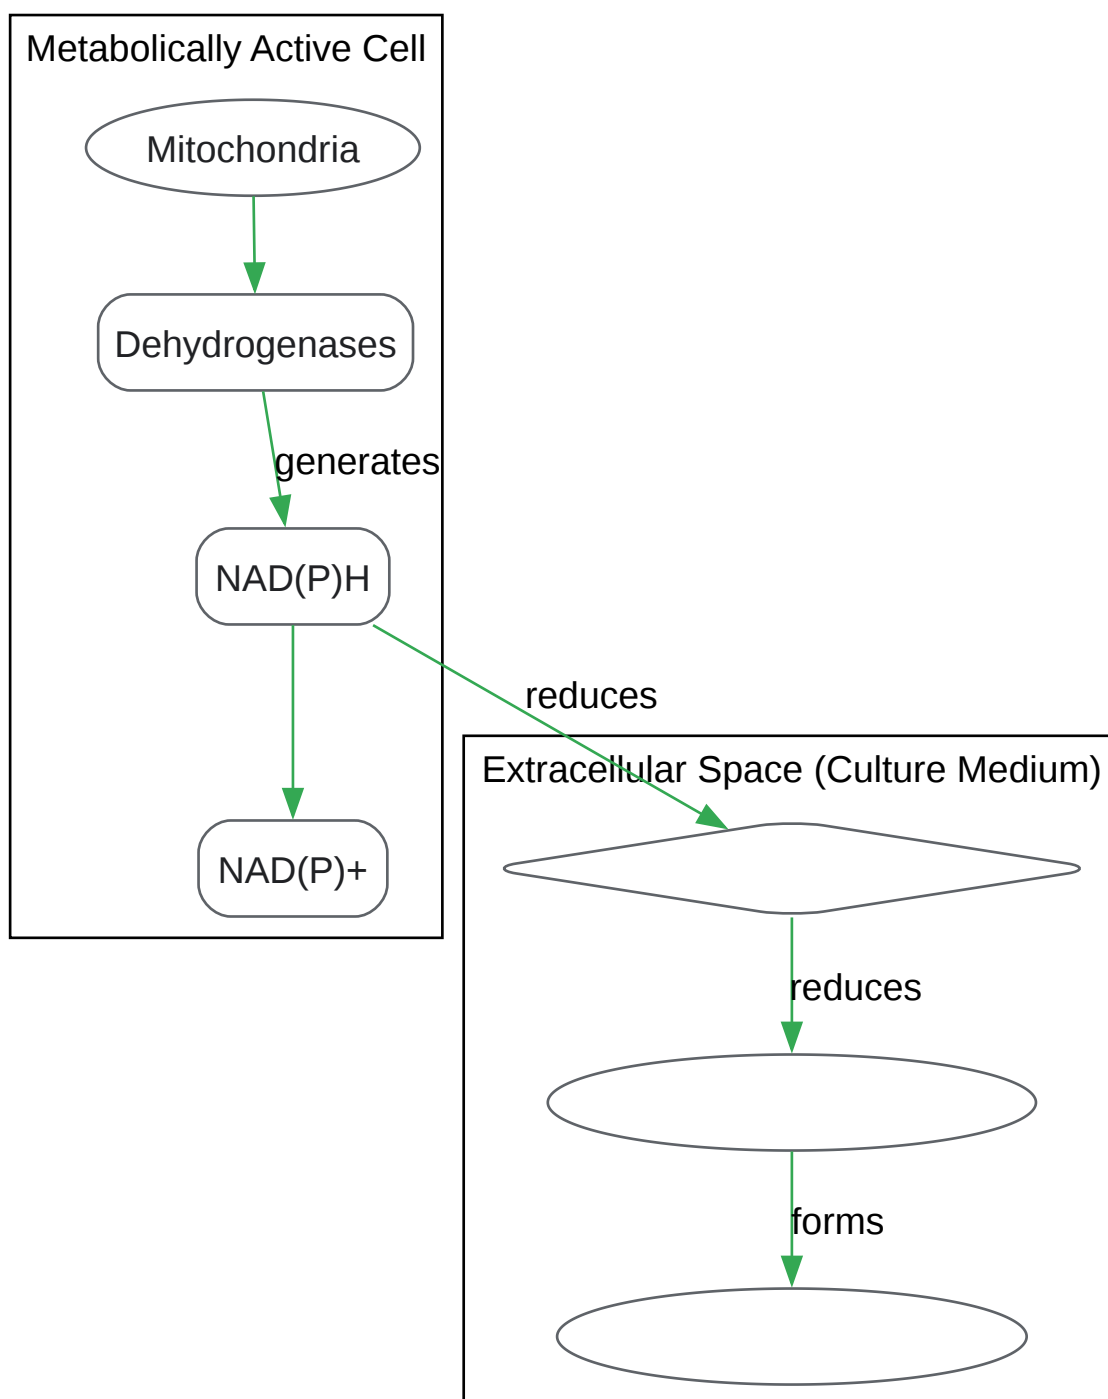 Metabolically Active Cell
Mitochondria
Dehydrogenases
generates
NAD(P)H
reduces
NAD(P)+
Extracellular Space (Culture Medium)
reduces
forms